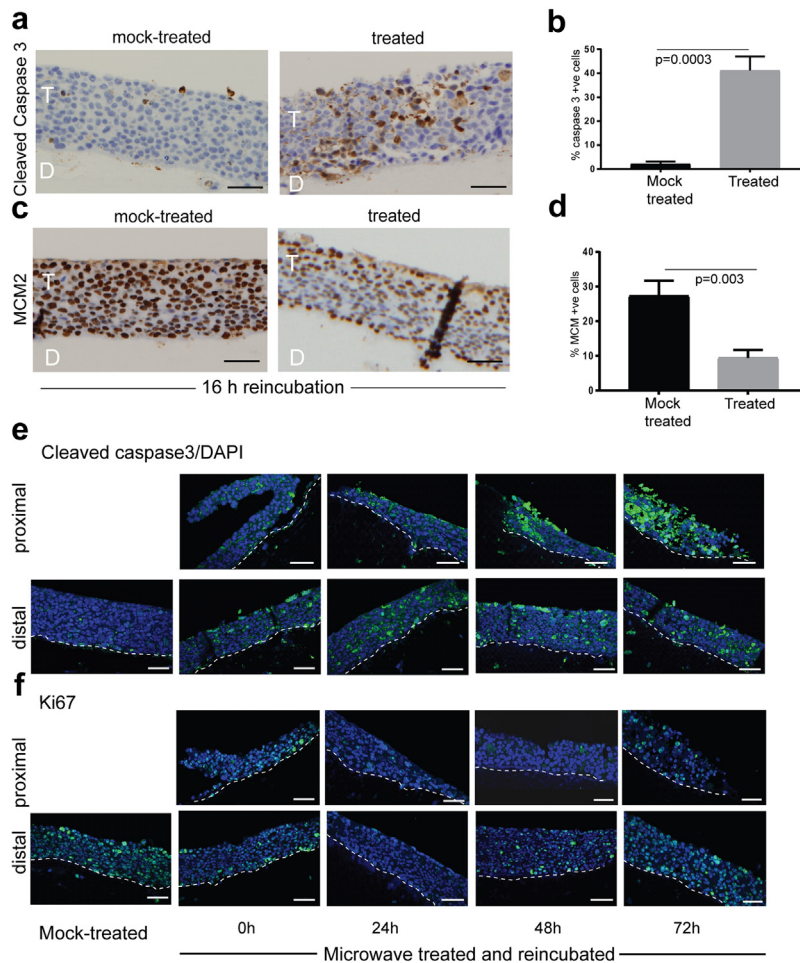 a
mock-treated
treated
Cleaved Caspase 3
T
D
T
D
b
% caspase 3 +ve cells
50
40
30
20
10
0
p=0.0003
Mock
treated
Treated
c
mock-treated
treated
MCM2
T
D
T
D
16 h reincubation
d
% MCM +ve cells
40
30
20
10
0
p=0.003
Mock
treated
Treated
e
Cleaved caspase3/DAPI
proximal
distal
f
Ki67
proximal
distal
Mock-treated
0h
24h
48h
72h
Microwave treated and reincubated